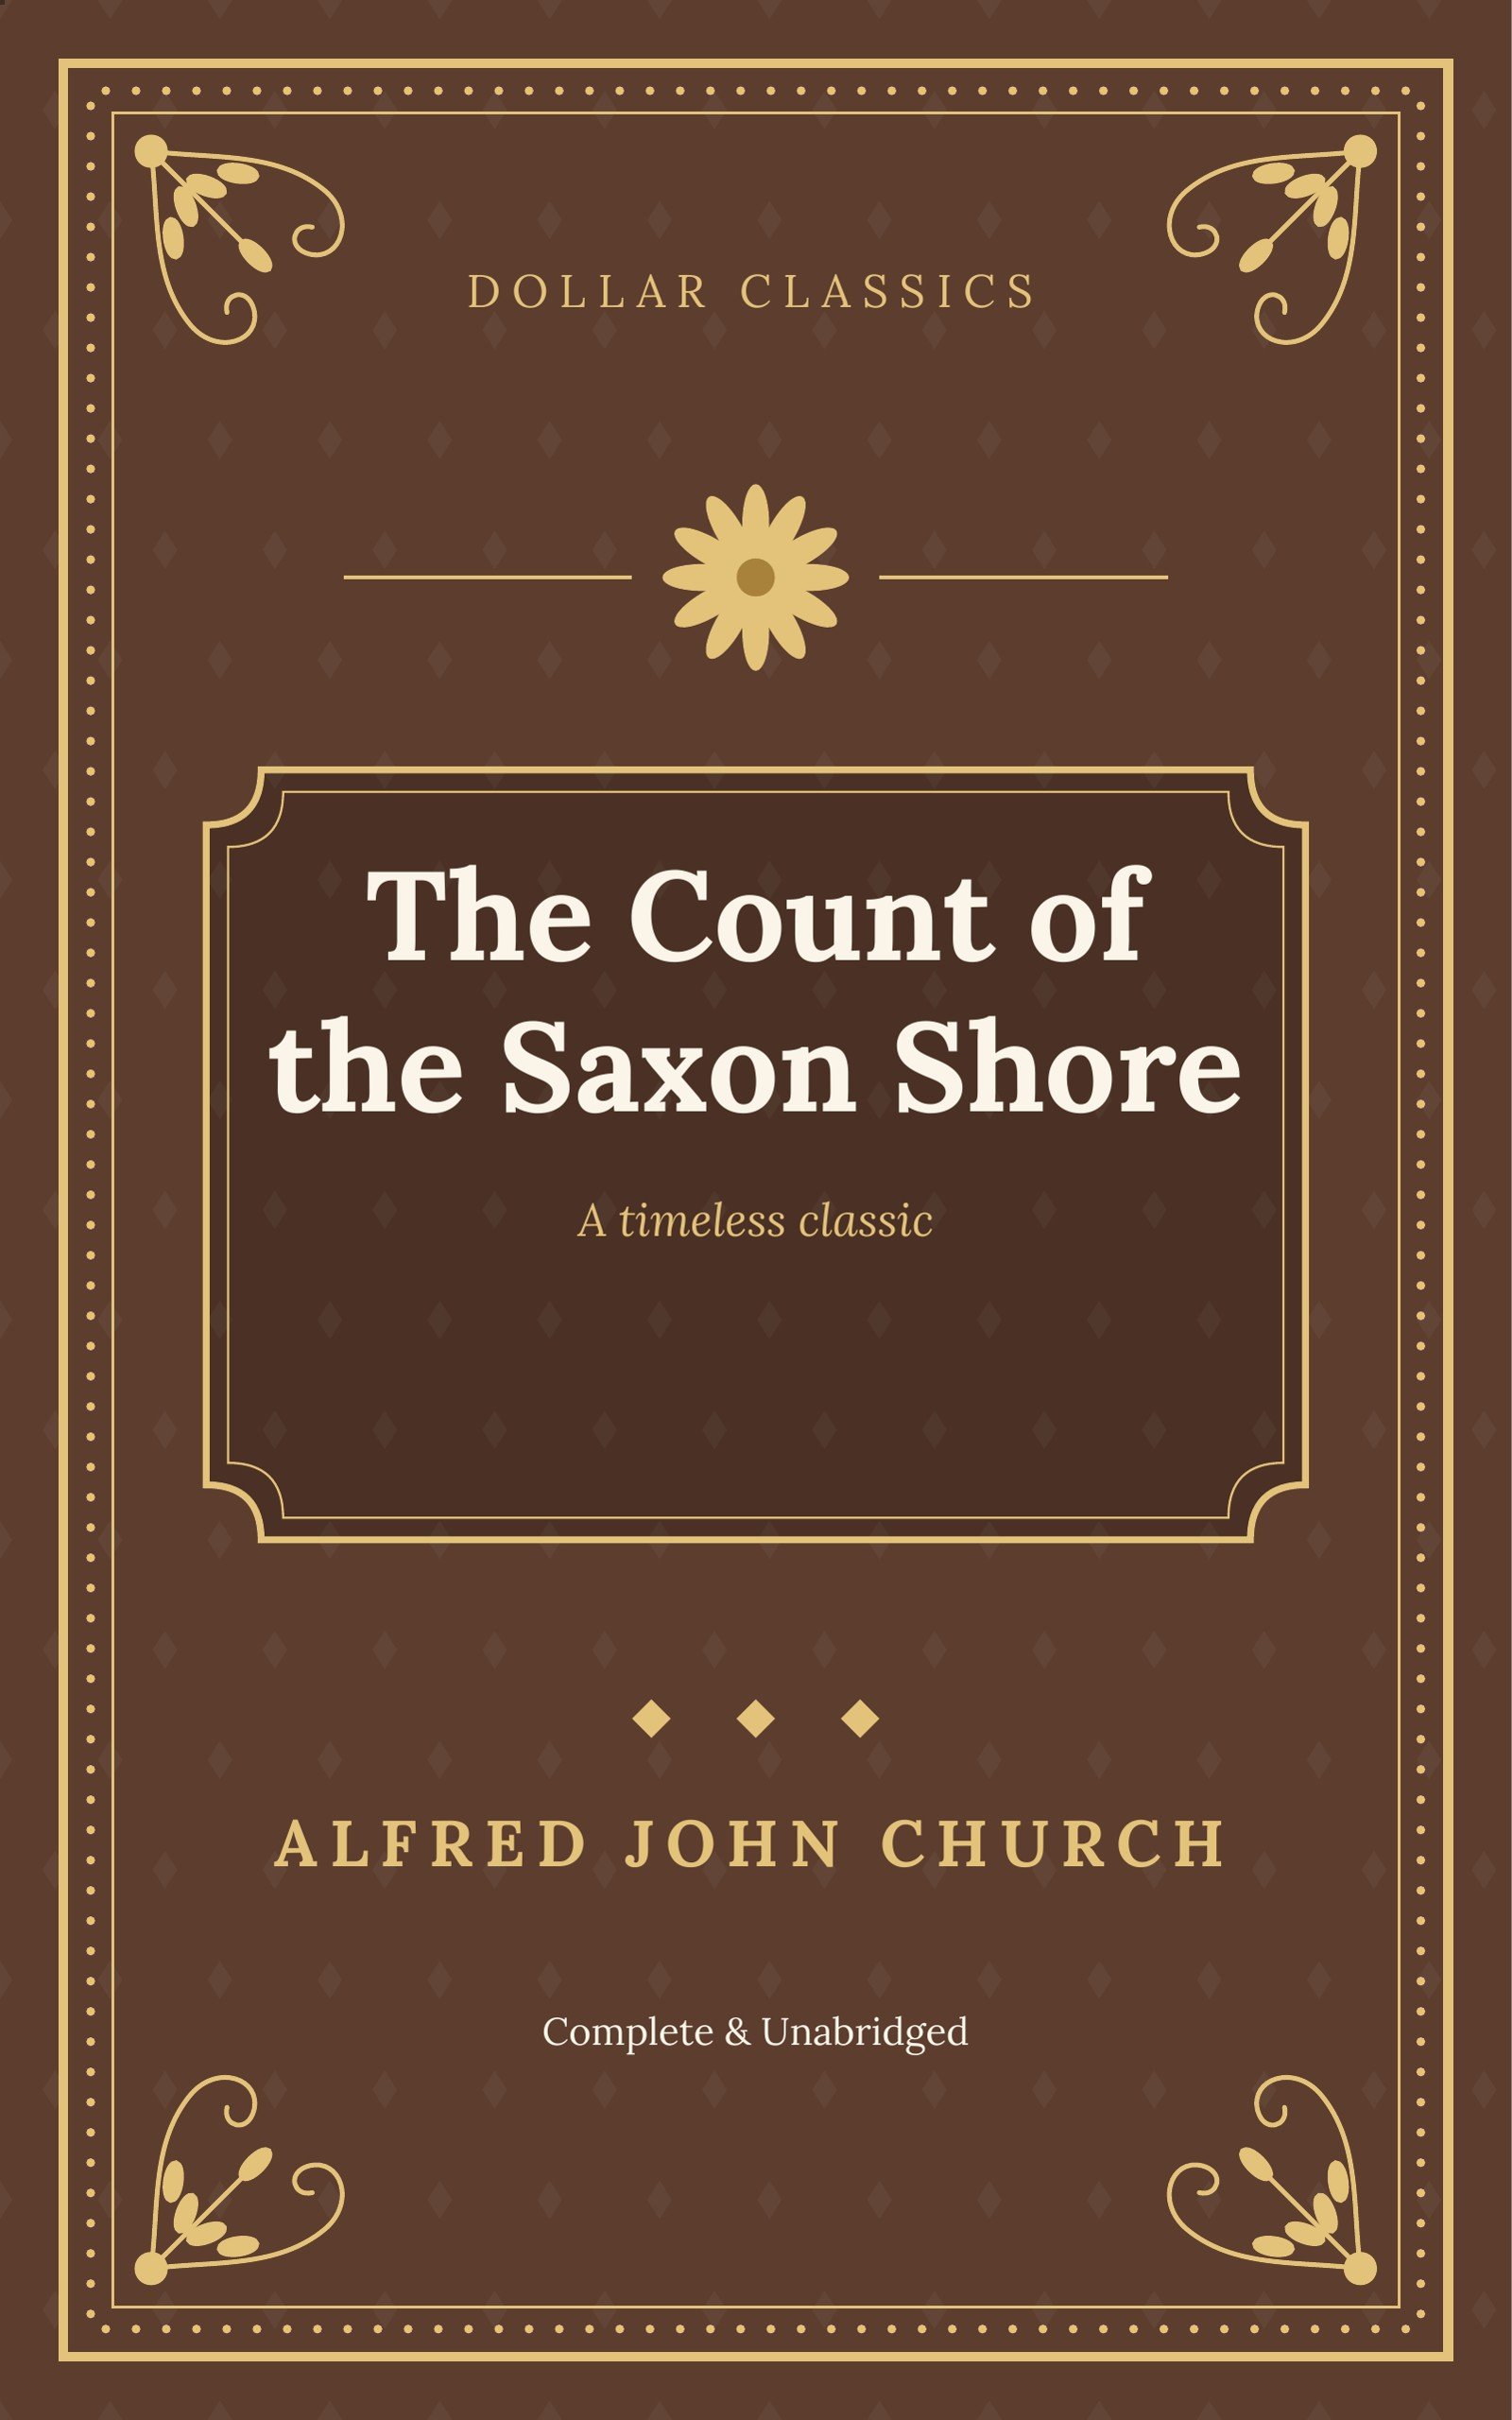 DOLLAR CLASSICS
The Count of
the Saxon Shore
A timeless classic
ALFRED JOHN CHURCH
Complete & Unabridged